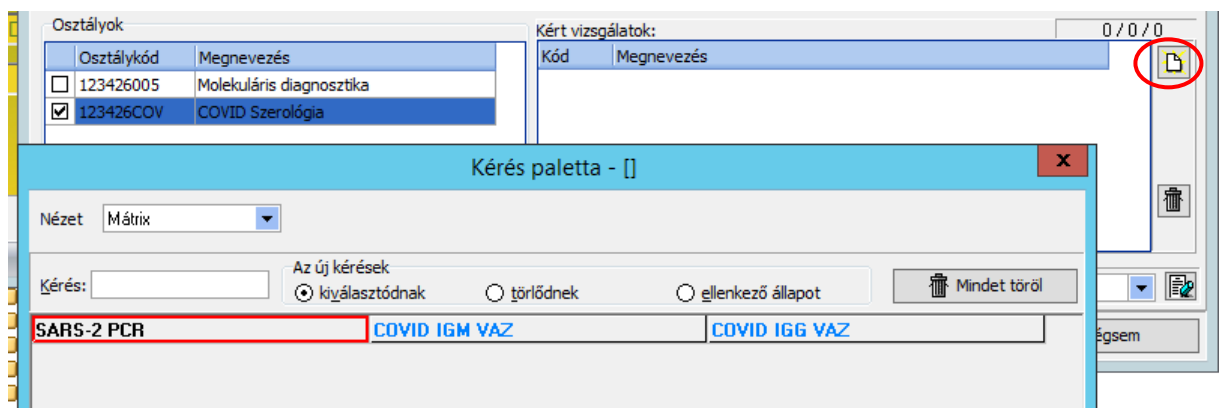 Osztályok
Kért vizsgálatok:
0/0/0
Osztálykód Megnevezés
Kód Megnevezés
123426005 Molekuláris diagnosztika
123426COV COVID Szerológia
Kérés paletta - []
x
Nézet Mátrix
Az új kérések
Kérés:
kiválasztódnak törlődnek ellenkező állapot
Mindet töröl
SARS-2 PCR COVID IGM VAZ COVID IGG VAZ
égsem